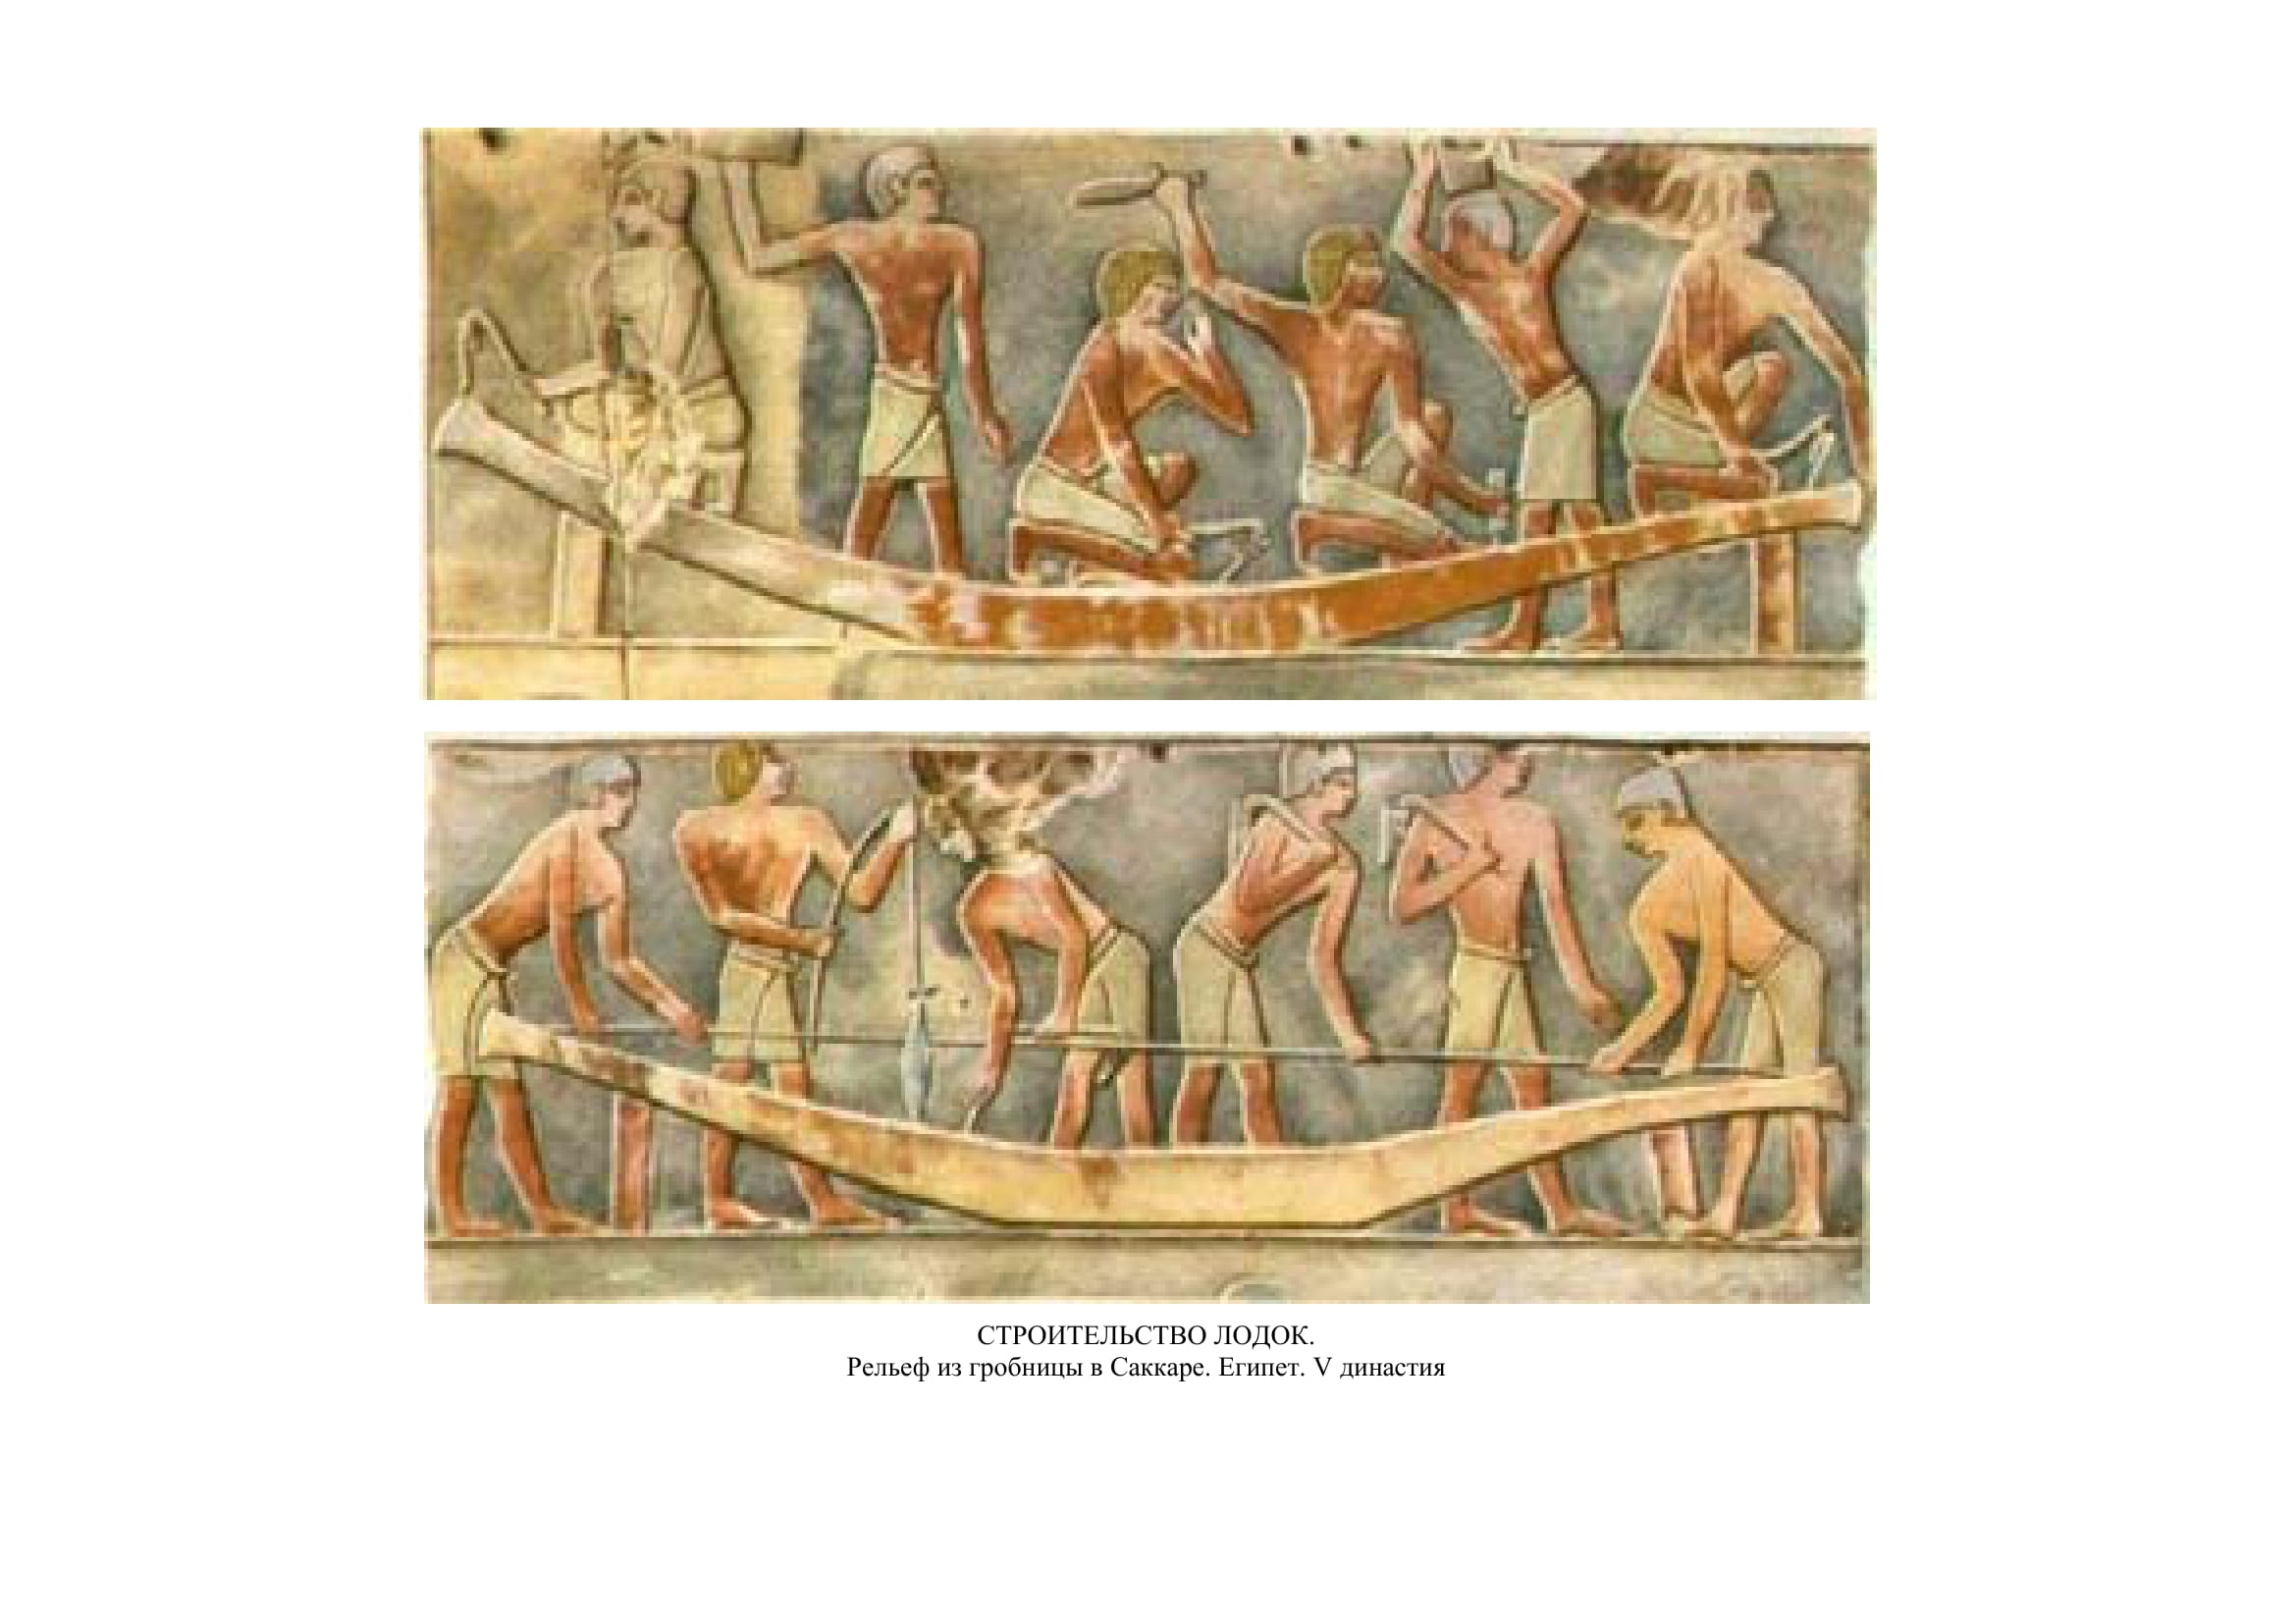 СТРОИТЕЛЬСТВО ЛОДОК.
Рельеф из гробницы в Саккаре. Египет. V династия